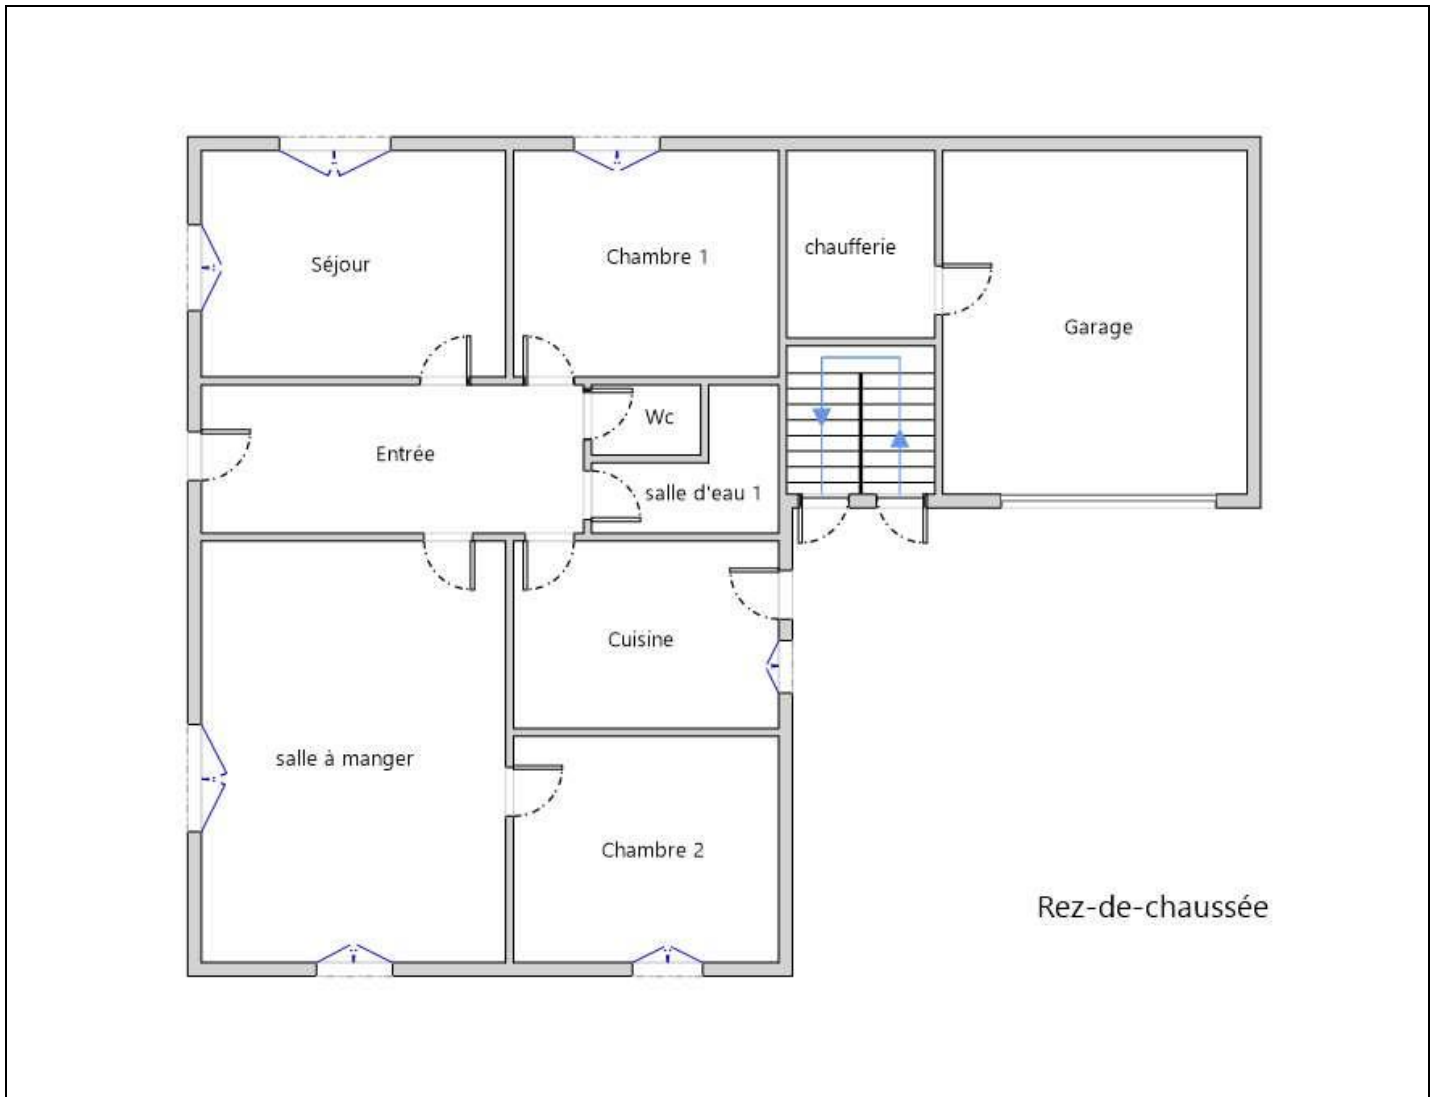 chaufferie
Chambre 1
Séjour
Garage
Wc
Entrée
salle d'eau 1
Cuisine
salle à manger
Chambre 2
Rez-de-chaussée